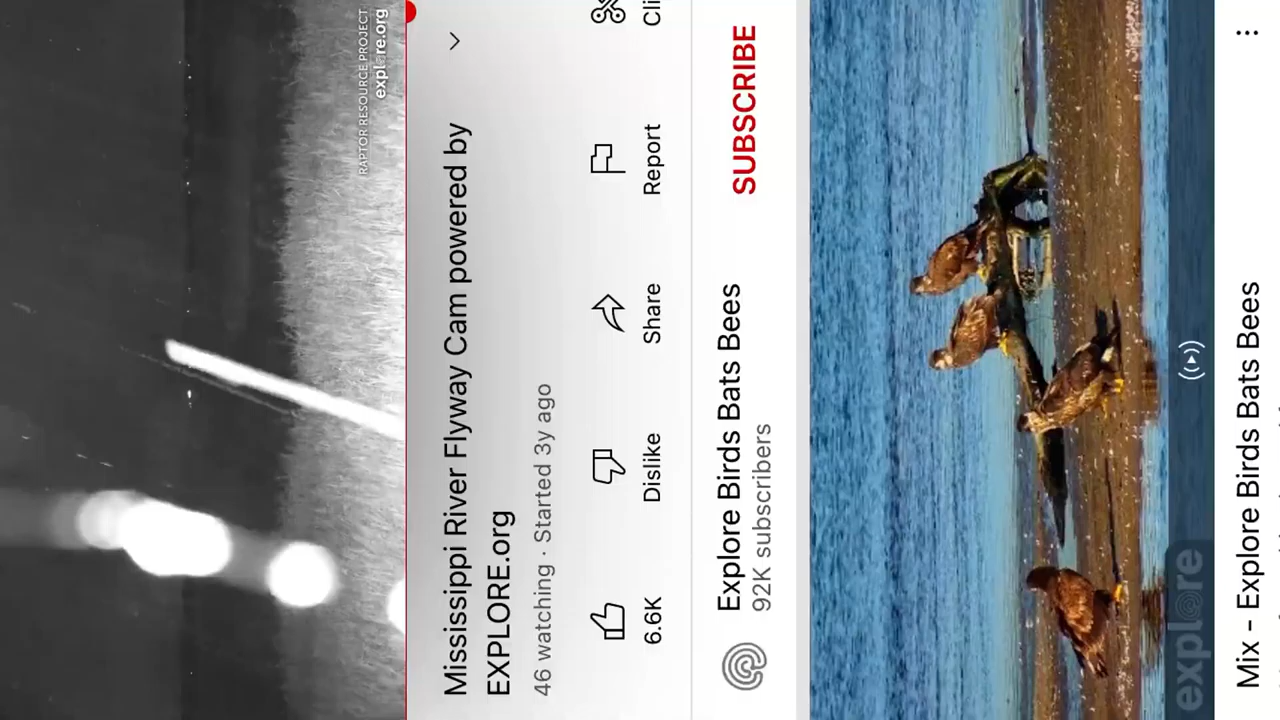 RAPTOR RESOURCE PROJECT
explore.org
Mississippi River Flyway Cam powered by
EXPLORE.org
46 watching · Started 3y ago
6.6K
Dislike
Share
Report
Explore Birds Bats Bees
92K subscribers
SUBSCRIBE
explore
Mix - Explore Birds Bats Bees